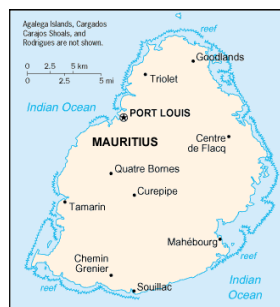 Agalega Islands, Cargados
Carajos Shoals, and
Rodrigues are not shown.
reef
Goodlands
0 2.5 5 km
0 2.5 5 mi
Triolet
Indian Ocean
PORT LOUIS
MAURITIUS
Centre
de Flacq
Quatre Bornes
Curepipe
Tamarin
Mahébourg
Chemin
Grenier
reef
Indian
Ocean
reef
Souillac